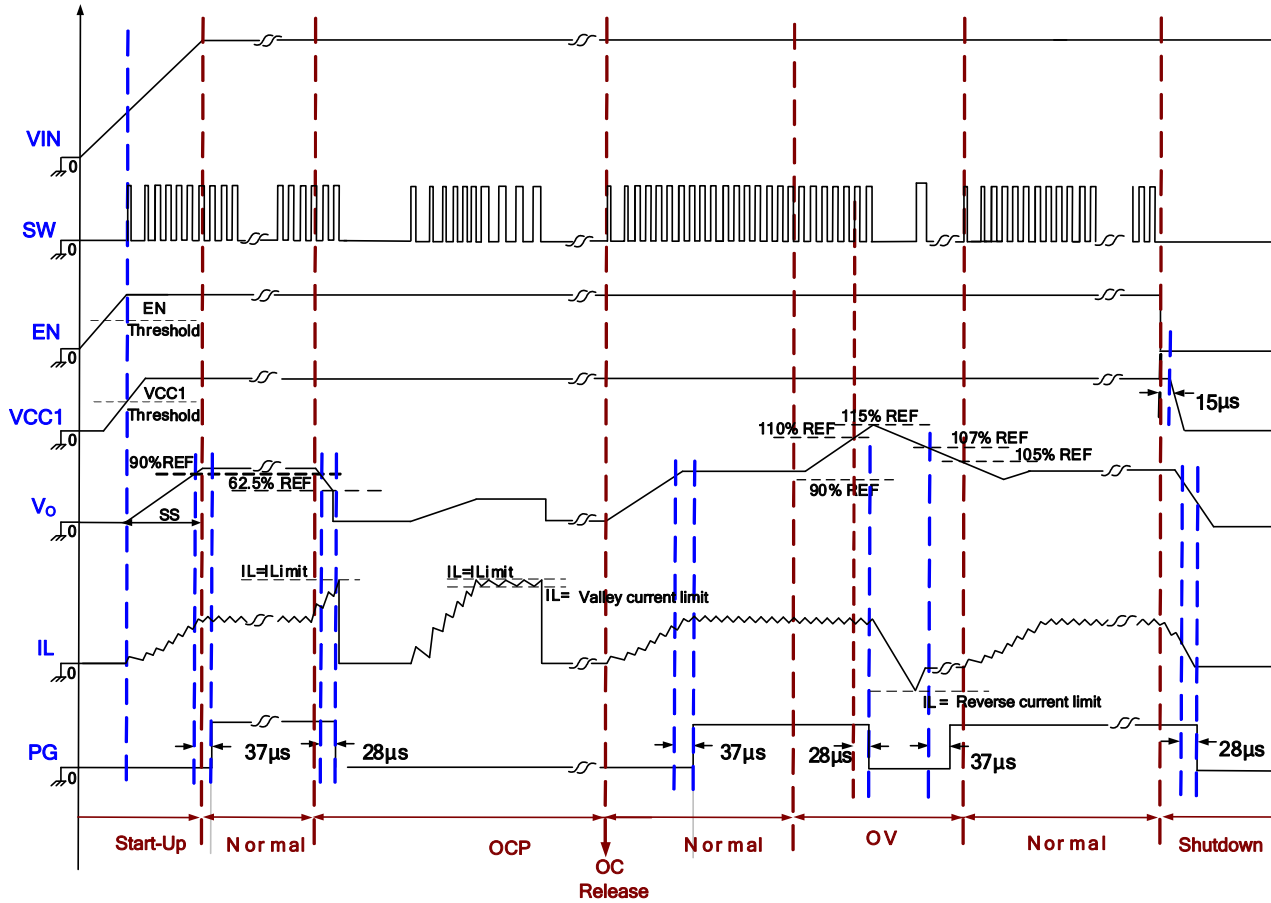 VIN
0
SW
EN
Threshold
EN
0
VCC1
Threshold
VCC1
15µs
115% REF
110% REF
107% REF
105% REF
90%REF
62.5% REF
90% REF
VO
SS
0
IL=ILimit
IL=ILimit
IL= Valley current limit
IL
0
IL = Reverse current limit
PG
37µs
28µs
37µs
28µs
37µs
28µs
0
Start-Up
Normal
OCP
Normal
OV
Normal
Shutdown
OC
Release